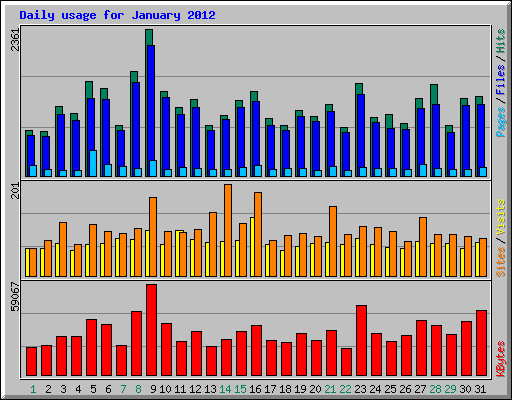 Daily usage for January 2012
2361
Pages / Files / Hits
201
Sites / Visits
59067
KBytes
1 2 3 4 5 6 7 8 9 10 11 12 13 14 15 16 17 18 19 20 21 22 23 24 25 26 27 28 29 30 31